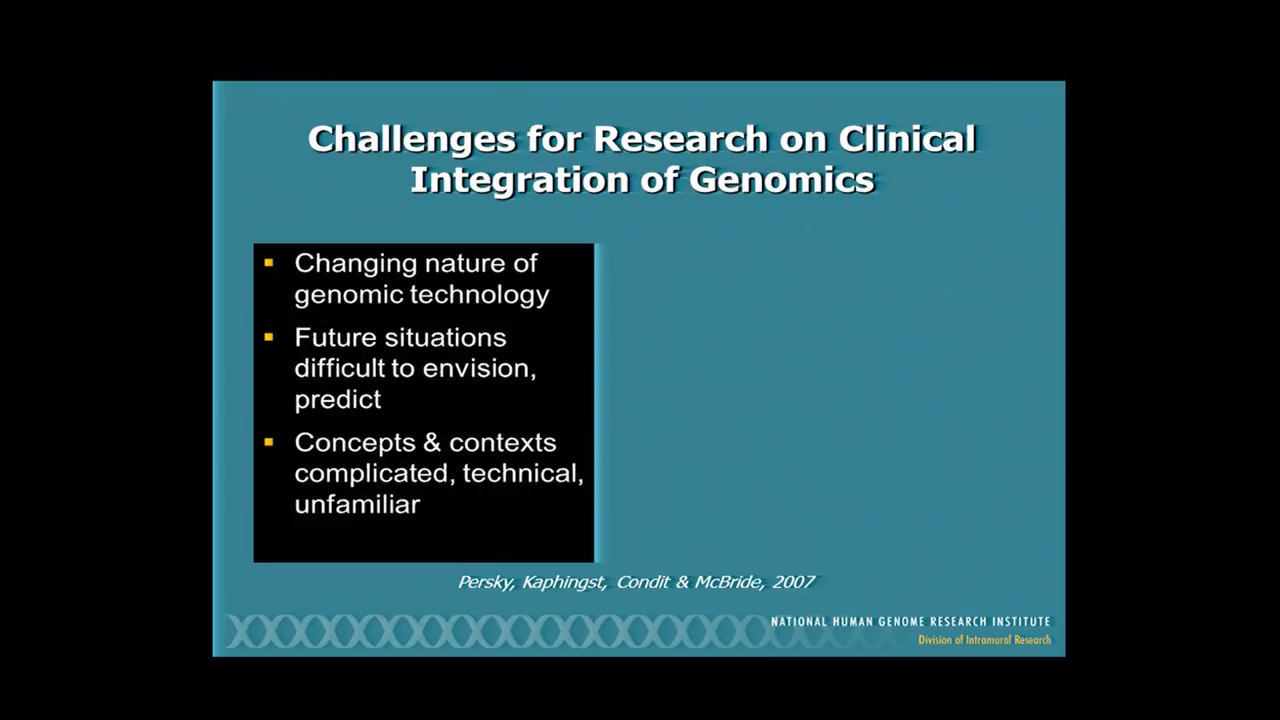 Challenges for Research on Clinical
Integration of Genomics
▪ Changing nature of
genomic technology
▪ Future situations
difficult to envision,
predict
▪ Concepts & contexts
complicated, technical,
unfamiliar
Persky, Kaphingst, Condit & McBride, 2007
NATIONAL HUMAN GENOME RESEARCH INSTITUTE
Division of Intramural Research